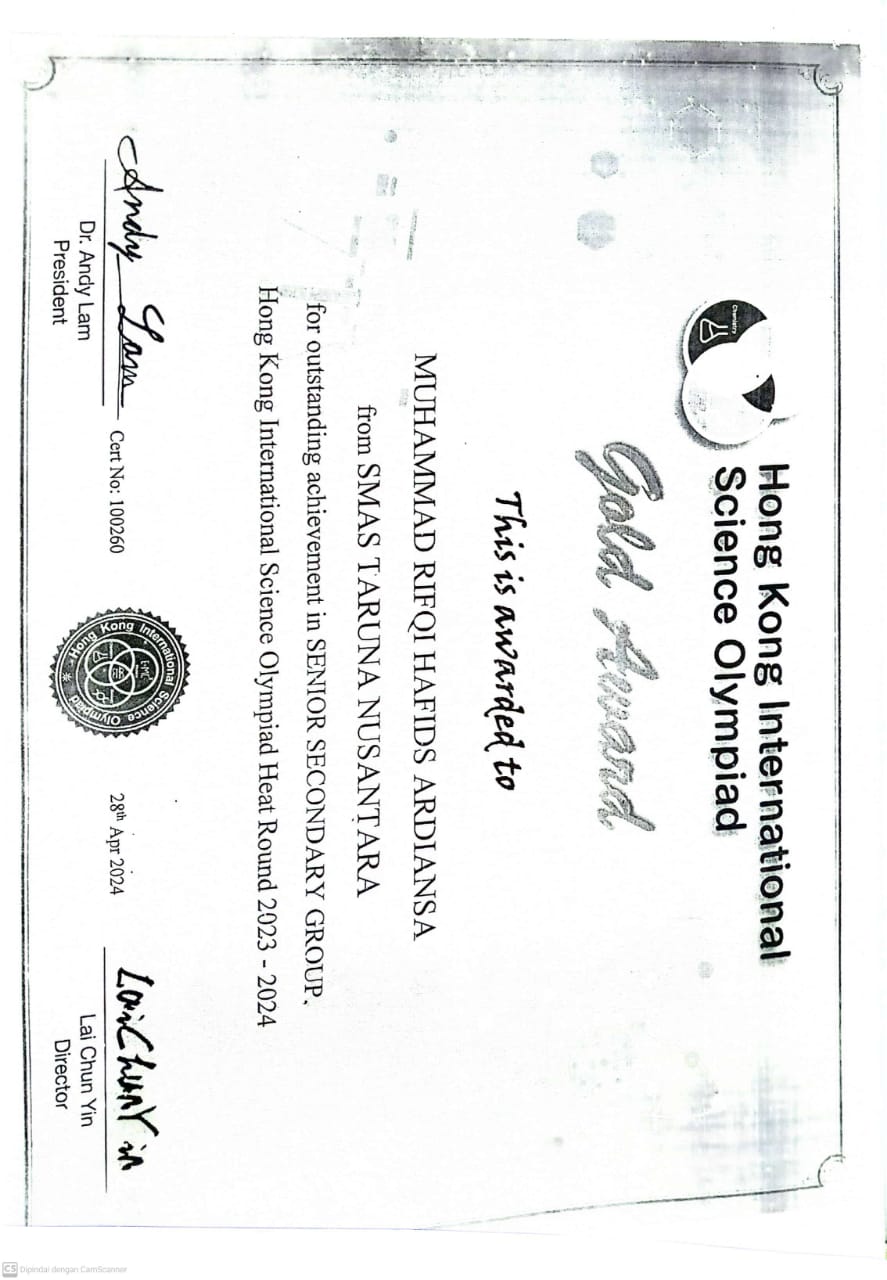 Hong Kong International
Science Olympiad
Chemistry
Gold Award
This is awarded to
MUHAMMAD RIFQI HAFIDS ARDIANSA
from SMAS TARUNA NUSANTARA
for outstanding achievement in SENIOR SECONDARY GROUP,
Hong Kong International Science Olympiad Heat Round 2023 - 2024
Andy Lam
Dr. Andy Lam
President
Cert No: 100260
Hong Kong International Science Olympiad
E=MC²
28th Apr 2024
Lai Chun Yin
Lai Chun Yin
Director
CS Dipindai dengan CamScanner